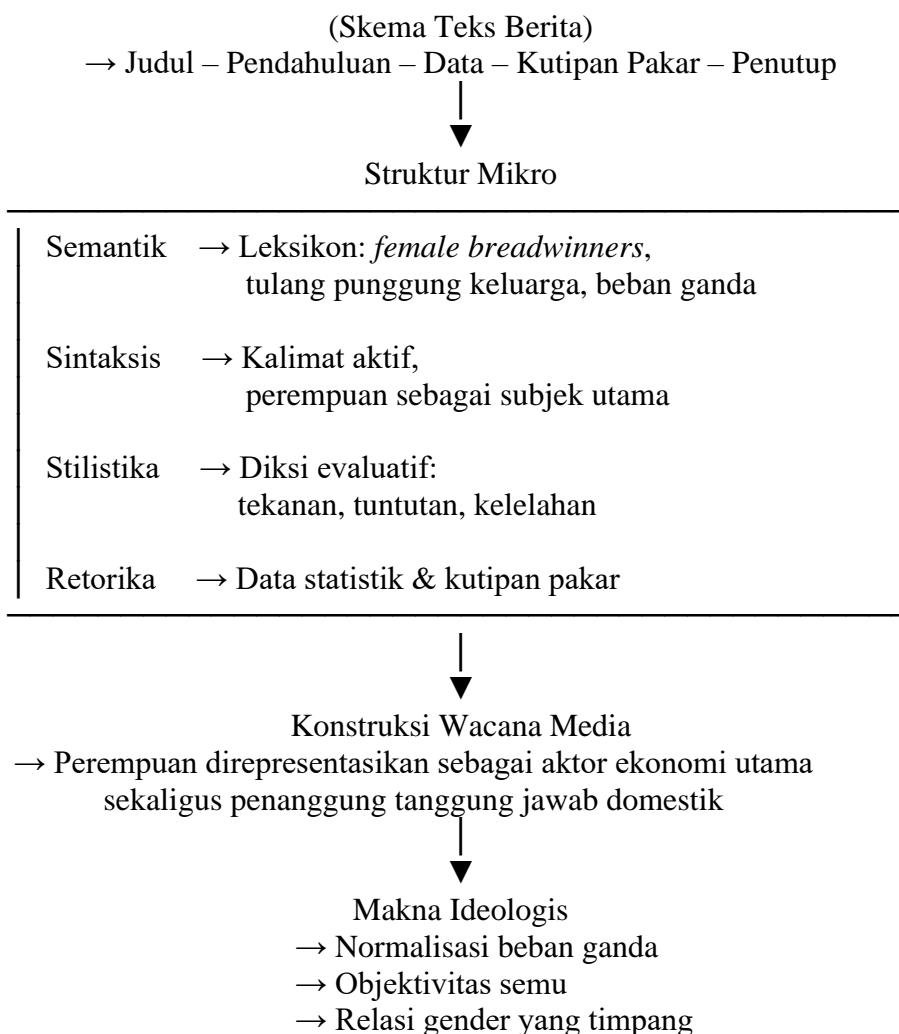 (Skema Teks Berita)
→ Judul – Pendahuluan – Data – Kutipan Pakar – Penutup
Struktur Mikro
Semantik → Leksikon: female breadwinners,
tulang punggung keluarga, beban ganda
Sintaksis → Kalimat aktif,
perempuan sebagai subjek utama
Stilistika → Diksi evaluatif:
tekanan, tuntutan, kelelahan
Retorika → Data statistik & kutipan pakar
Konstruksi Wacana Media
→ Perempuan direpresentasikan sebagai aktor ekonomi utama
sekaligus penanggung tanggung jawab domestik
Makna Ideologis
→ Normalisasi beban ganda
→ Objektivitas semu
→ Relasi gender yang timpang